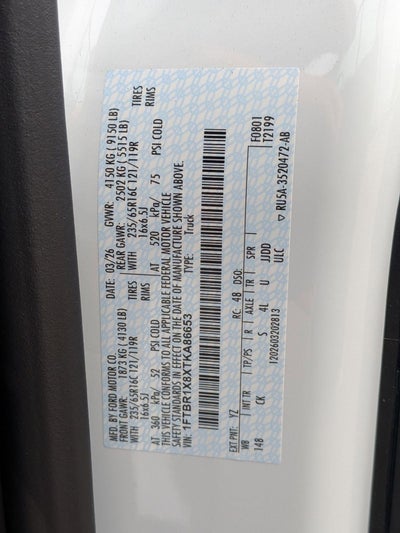 MFD. BY FORD MOTOR CO.
DATE: 03/26 GVWR: 4150 KG ( 9150 LB)
FRONT GAWR: 1873 KG ( 4130 LB) REAR GAWR: 2502 KG ( 5515 LB)
WITH 235/65R16C 121/119R TIRES WITH 235/65R16C 121/119R TIRES
16x6.5J RIMS 16x6.5J RIMS
AT 360 kPa/ 52 PSI COLD AT 520 kPa/ 75 PSI COLD
THIS VEHICLE CONFORMS TO ALL APPLICABLE FEDERAL MOTOR VEHICLE
SAFETY STANDARDS IN EFFECT ON THE DATE OF MANUFACTURE SHOWN ABOVE.
VIN: 1FTBR1X8XTKA86653 TYPE: Truck
EXT PNT: YZ RC: 48 DSO: F0801
T2199
WB INT TR TP/PS R AXLE TR SPR
148 CK S 4L U JJDD
ULC
1202603202813 ▽ RU5A-3520472-AB